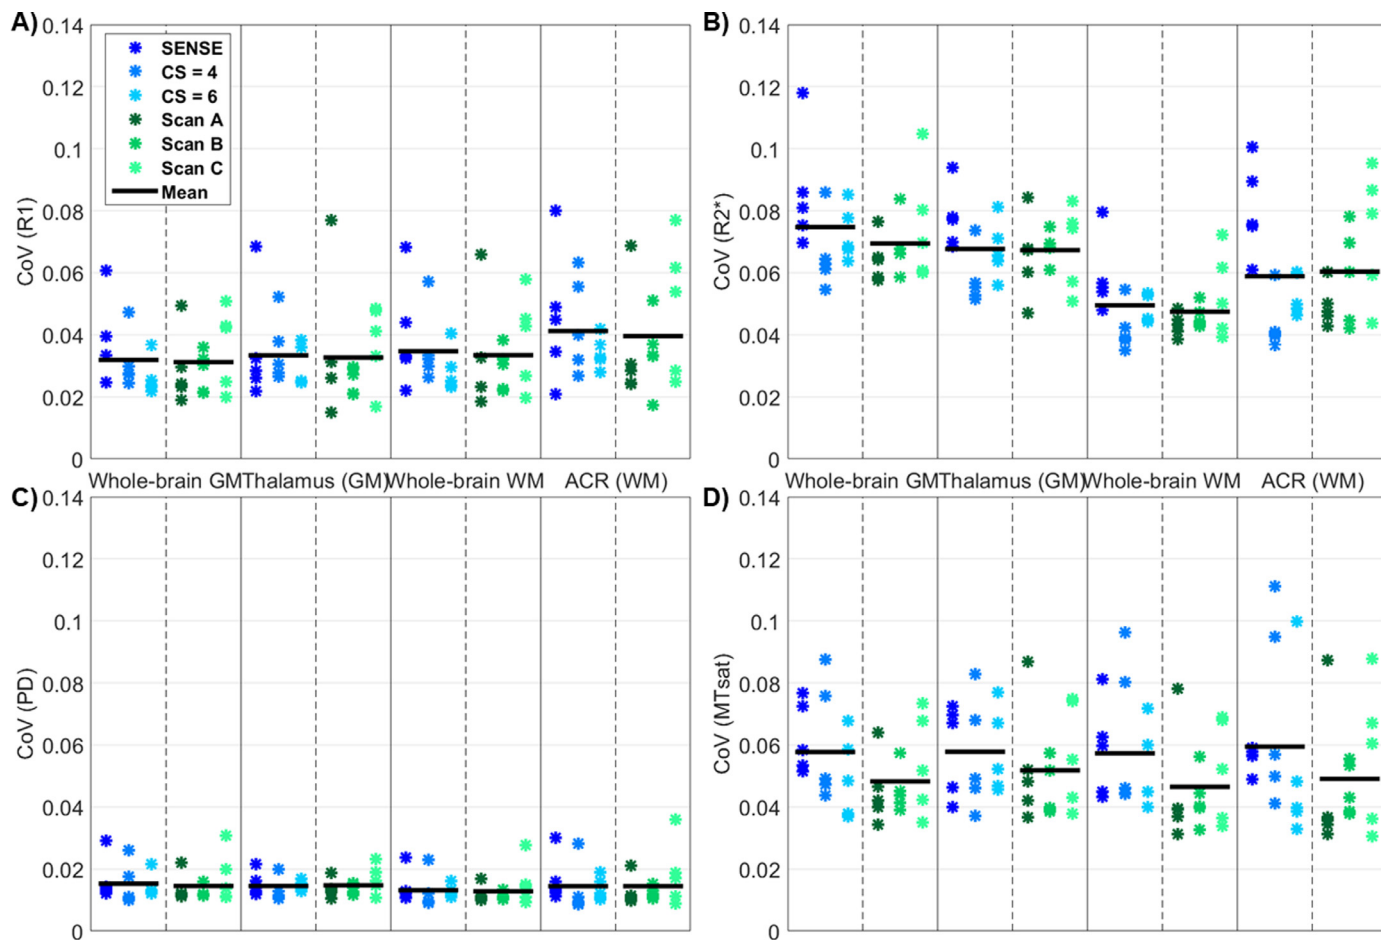 A)
0.14
0.12
0.1
0.08
0.06
0.04
0.02
0
CoV (R1)
SENSE
CS = 4
CS = 6
Scan A
Scan B
Scan C
Mean
Whole-brain GM Thalamus (GM) Whole-brain WM ACR (WM)
B)
0.14
0.12
0.1
0.08
0.06
0.04
0.02
0
CoV (R2*)
Whole-brain GM Thalamus (GM) Whole-brain WM ACR (WM)
C)
0.14
0.12
0.1
0.08
0.06
0.04
0.02
0
CoV (PD)
D)
0.14
0.12
0.1
0.08
0.06
0.04
0.02
0
CoV (MTsat)